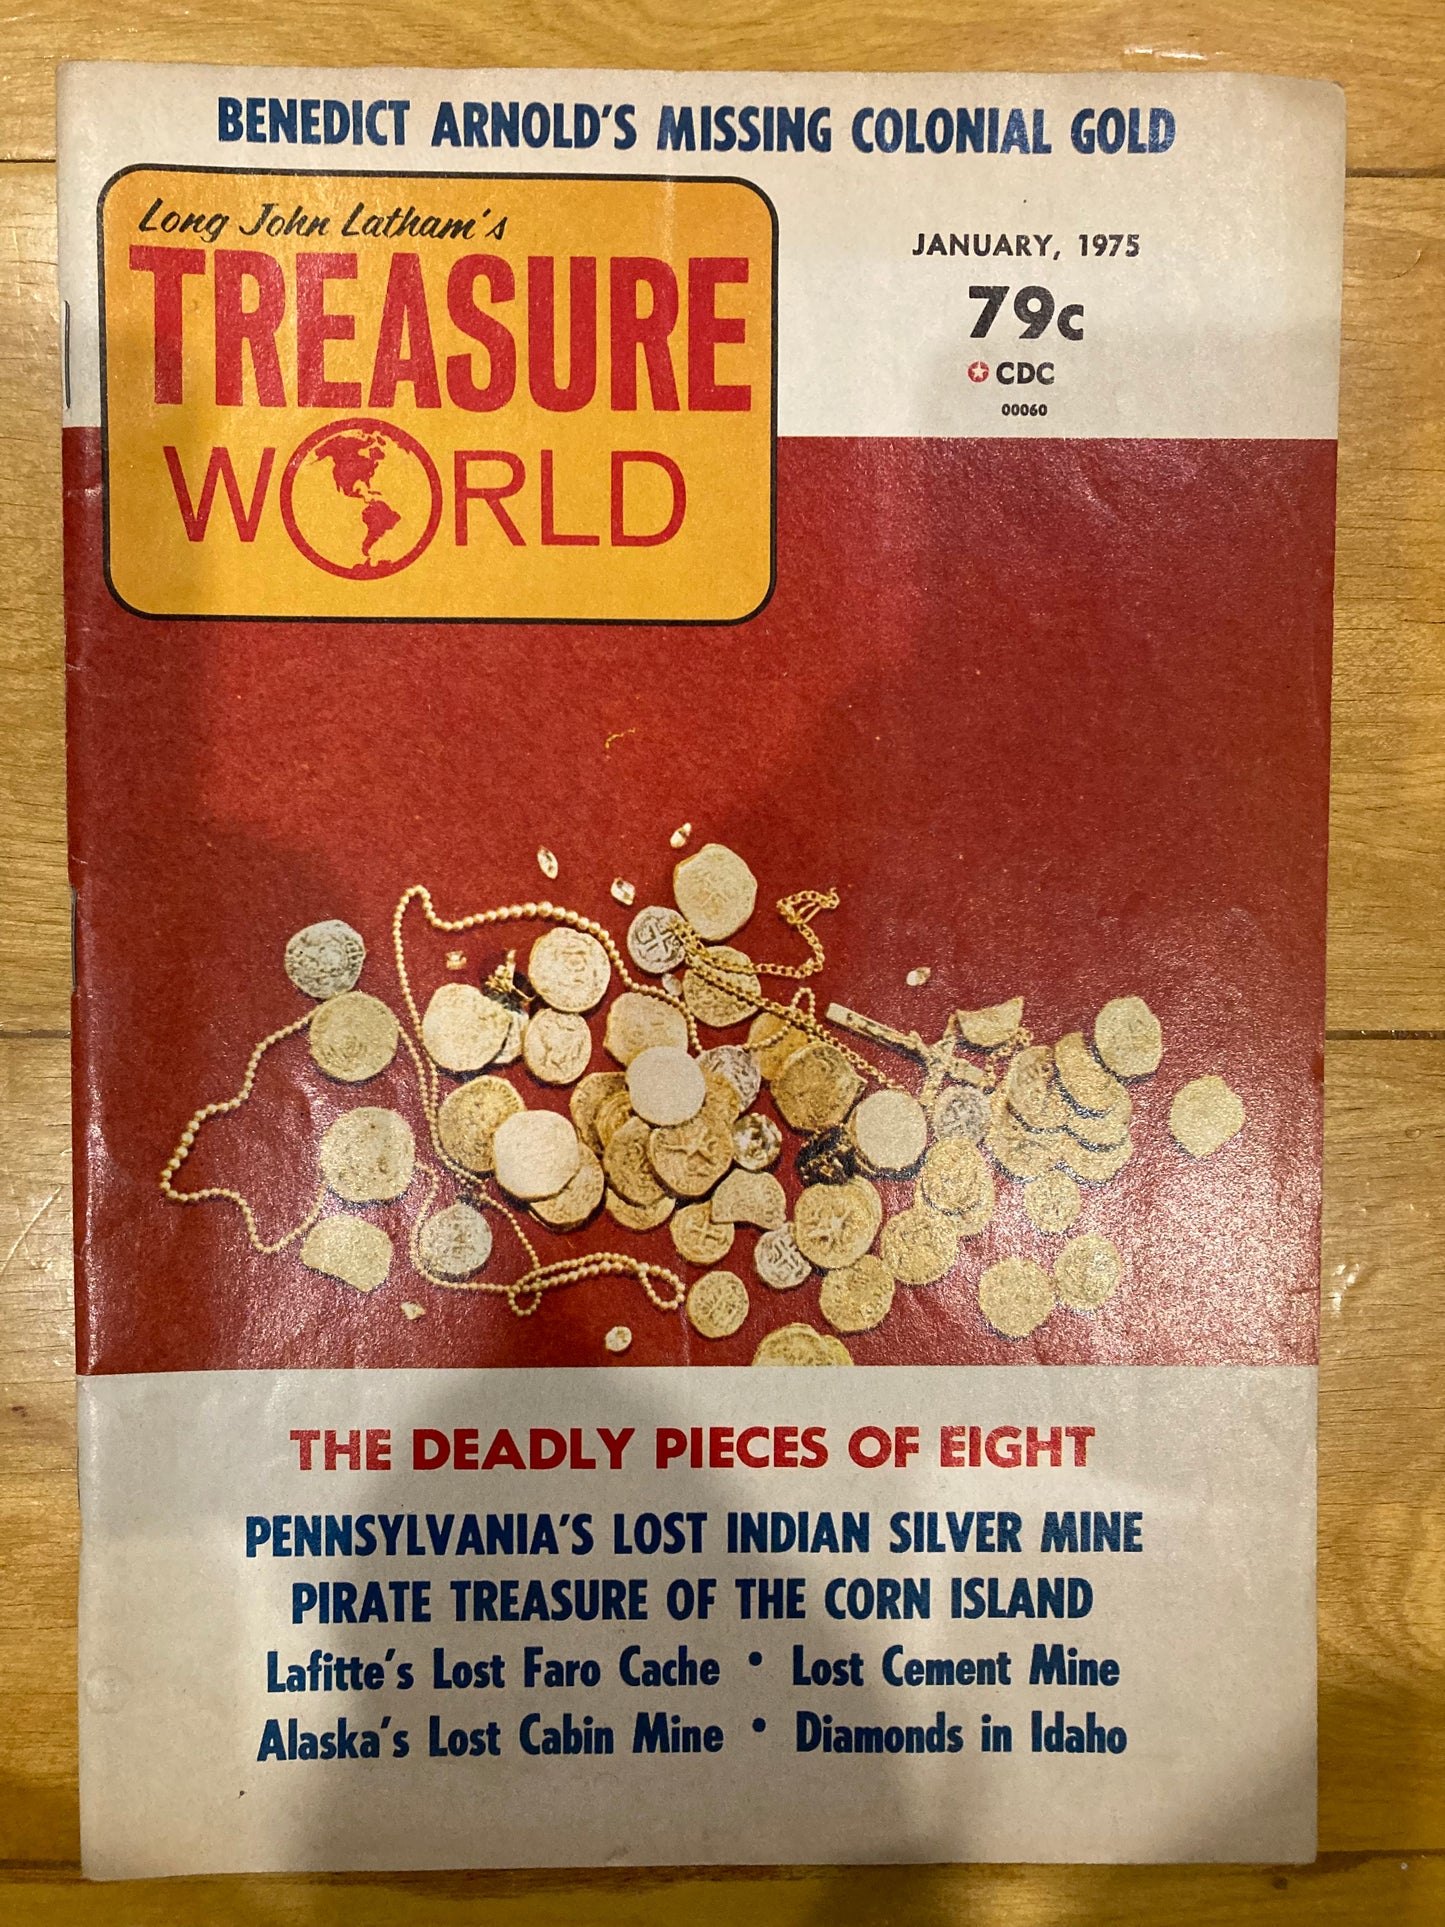 BENEDICT ARNOLD'S MISSING COLONIAL GOLD
Long John Latham's
TREASURE
WORLD
JANUARY, 1975
79c
CDC
00060
THE DEADLY PIECES OF EIGHT
PENNSYLVANIA'S LOST INDIAN SILVER MINE
PIRATE TREASURE OF THE CORN ISLAND
Lafitte's Lost Faro Cache • Lost Cement Mine
Alaska's Lost Cabin Mine • Diamonds in Idaho